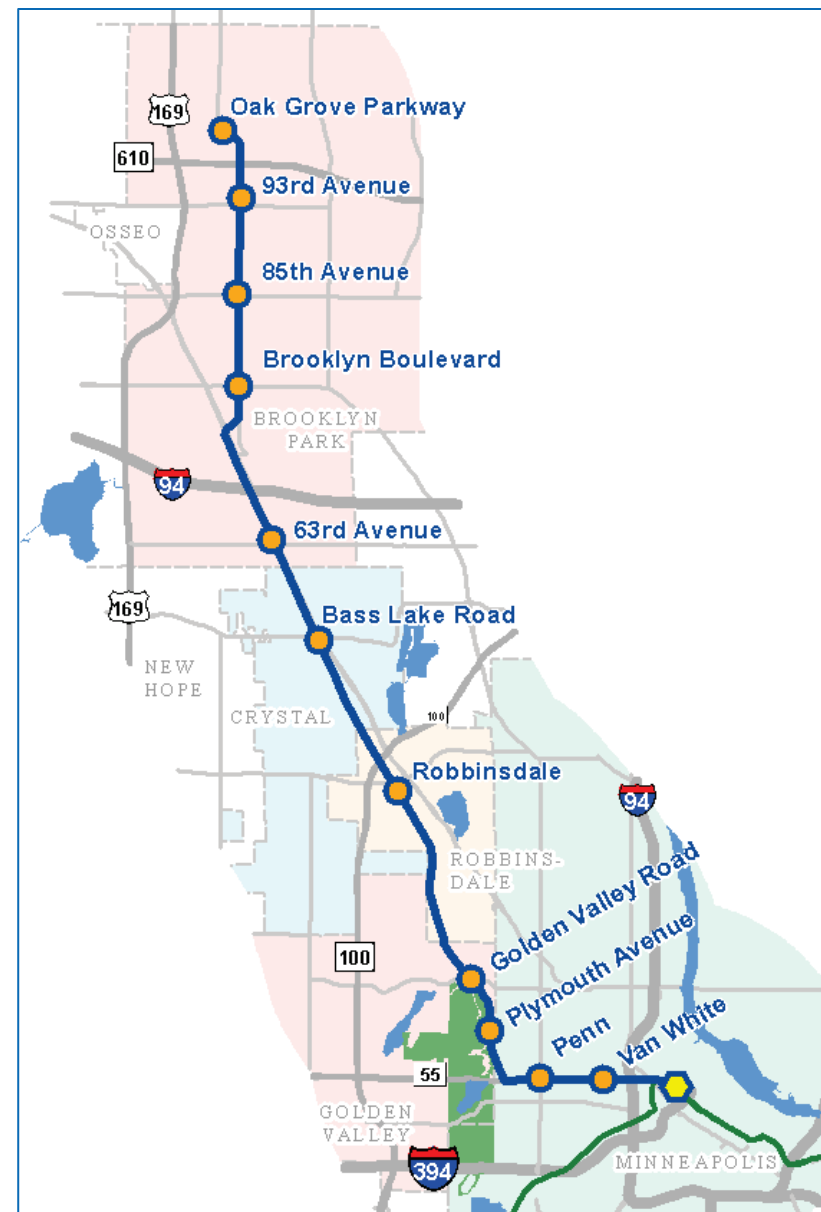 169
Oak Grove Parkway
610
93rd Avenue
OSSEO
85th Avenue
Brooklyn Boulevard
BROOKLYN
PARK
94
63rd Avenue
169
Bass Lake Road
NEW
HOPE
CRYSTAL
100
Robbinsdale
94
ROBBINS-
DALE
Golden Valley Road
100
Plymouth Avenue
Penn
Van White
55
GOLDEN
VALLEY
394
MINNEAPOLIS